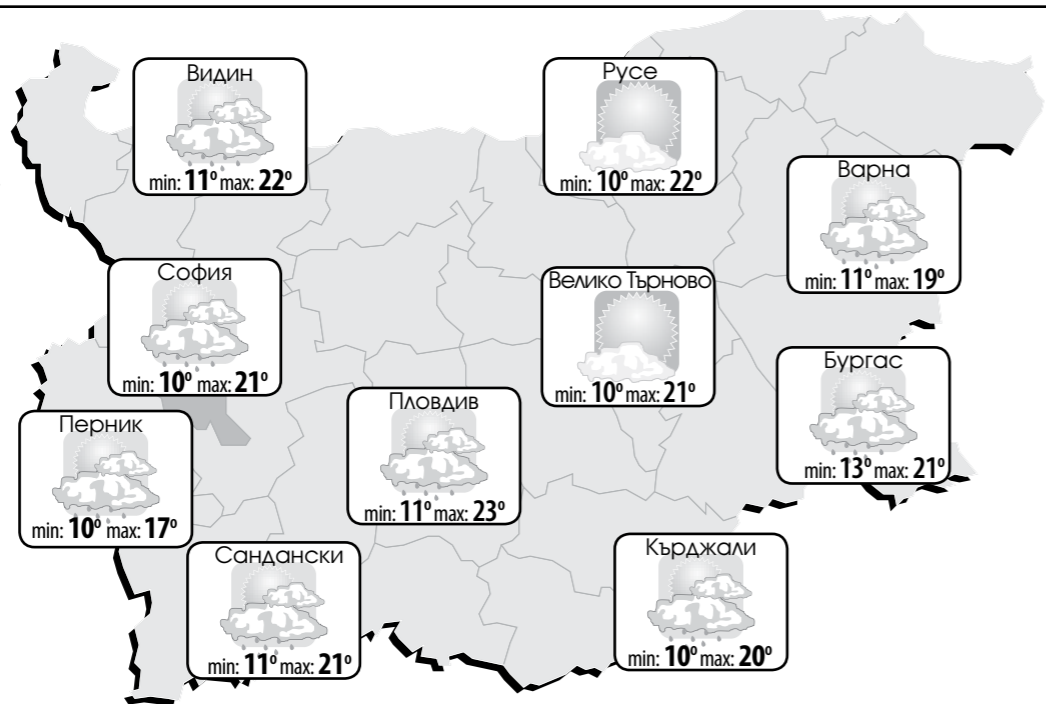 Видин
min: 11° max: 22°
Русе
min: 10° max: 22°
Варна
min: 11° max: 19°
София
min: 10° max: 21°
Велико Търново
min: 10° max: 21°
Бургас
min: 13° max: 21°
Пловдив
min: 11° max: 23°
Перник
min: 10° max: 17°
Сандански
min: 11° max: 21°
Кърджали
min: 10° max: 20°